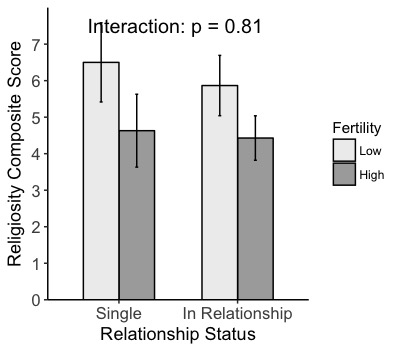 Interaction: p = 0.81
Religiosity Composite Score
7
6
5
4
3
2
1
0
Single
In Relationship
Relationship Status
Fertility
Low
High